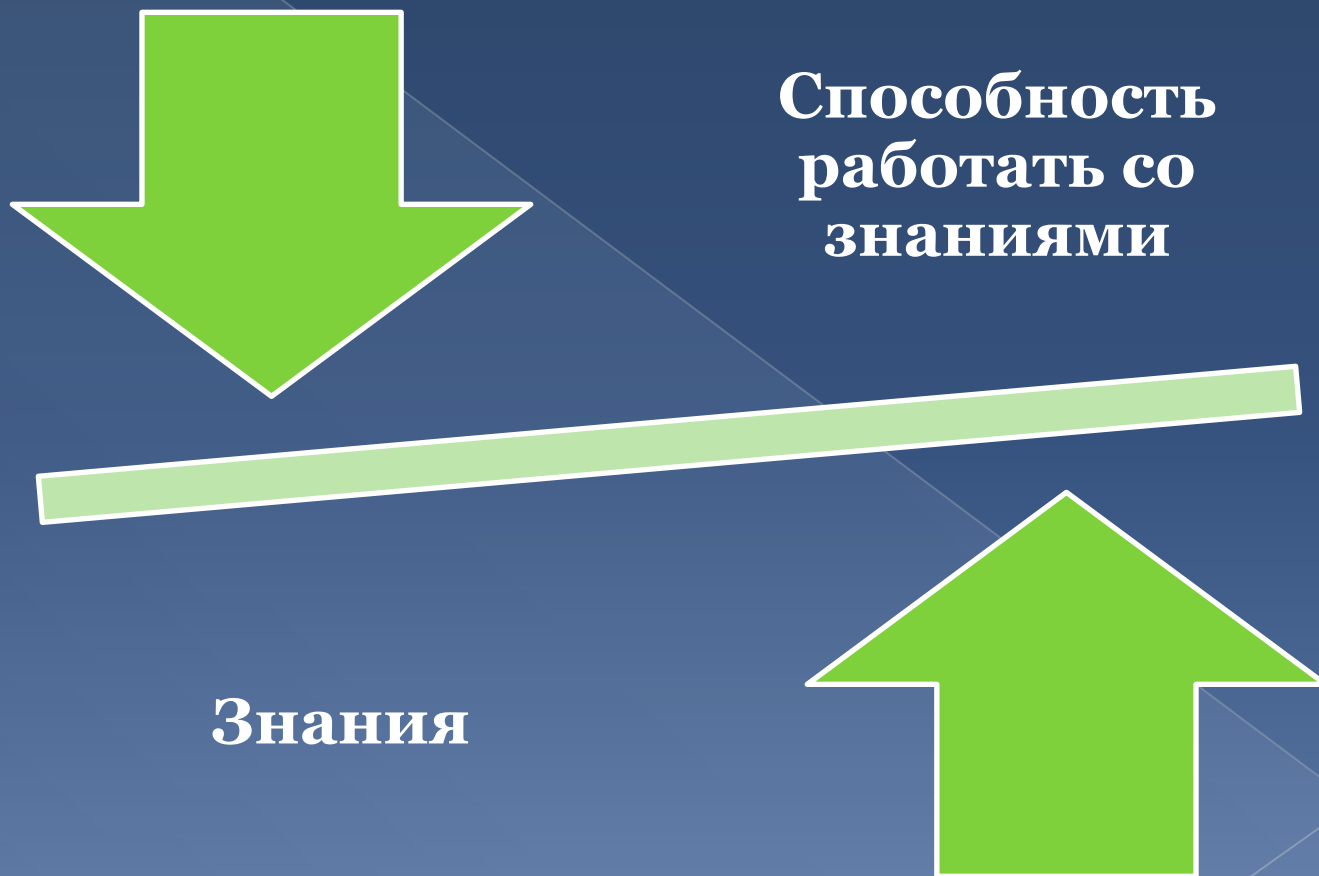 Способность
работать со
знаниями
Знания